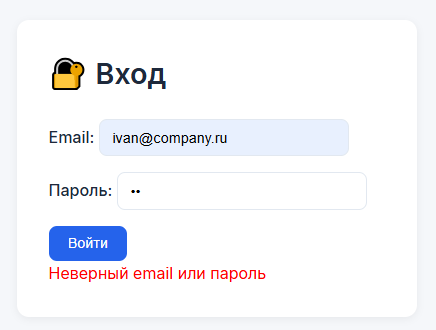 Вход
Email: ivan@company.ru
Пароль: ••
Войти
Неверный email или пароль